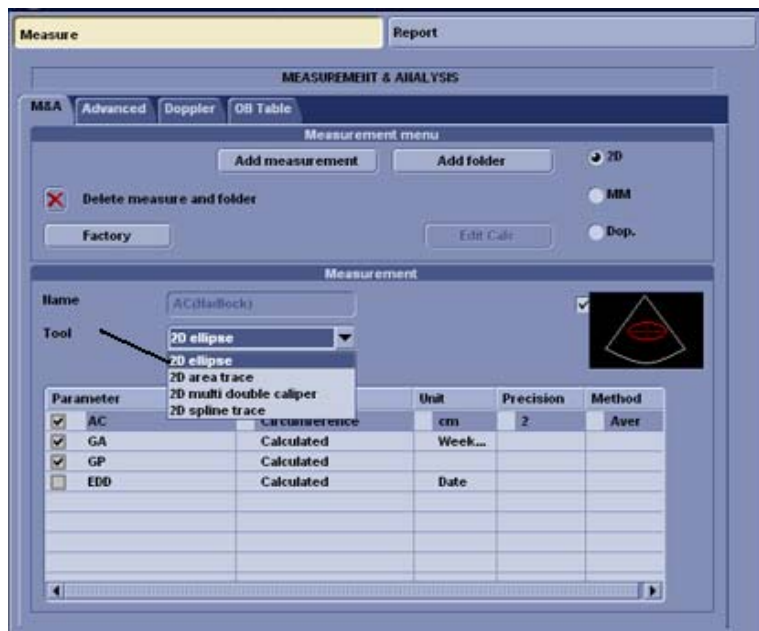 Measure Report
MEASUREMENT & ANALYSIS
M&A Advanced Doppler OB Table
Measurement menu
Add measurement Add folder 2D
Delete measure and folder MM
Factory Edit Calc Dop.
Measurement
Name AC(Hadlock)
Tool 2D ellipse
2D ellipse
2D area trace
2D multi double caliper
2D spline trace
Parameter Unit Precision Method
AC Circumference cm 2 Aver
GA Calculated Week...
GP Calculated
EDD Calculated Date